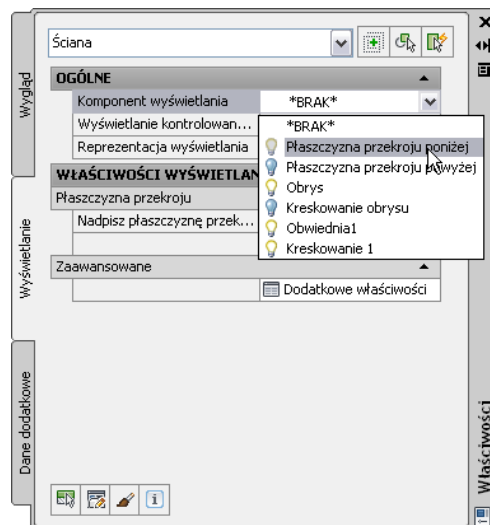 Ściana
Wygląd
OGÓLNE
Komponent wyświetlania *BRAK*
Wyświetlanie kontrolowan...
Reprezentacja wyświetlania
*BRAK*
Płaszczyzna przekroju poniżej
Płaszczyzna przekroju powyżej
Obrys
Kreskowanie obrysu
Obwiednia1
Kreskowanie 1
WŁAŚCIWOŚCI WYŚWIETLAN
Płaszczyzna przekroju
Nadpisz płaszczyznę przek...
Wyświetlanie
Zaawansowane
Dodatkowe właściwości
Dane dodatkowe
Właściwości